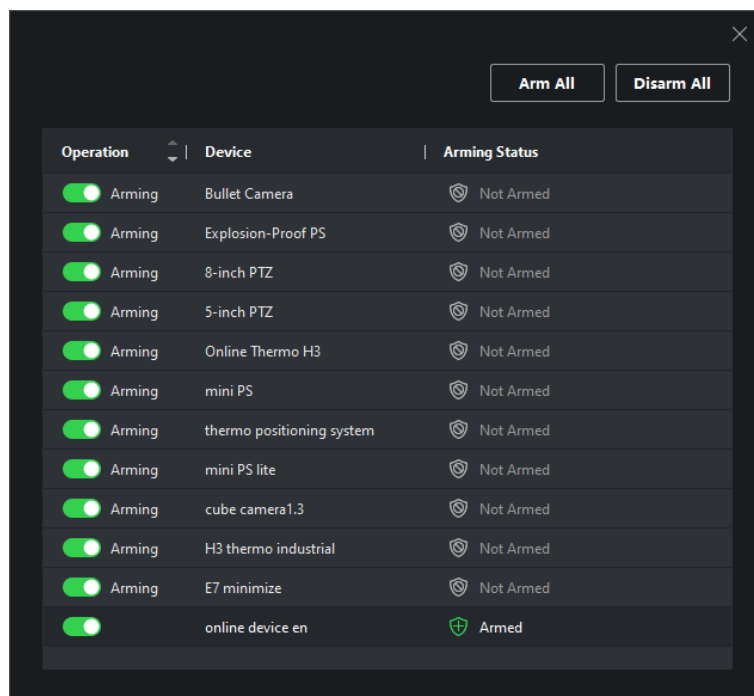 Arm All Disarm All
Operation Device Arming Status
Arming Bullet Camera Not Armed
Arming Explosion-Proof PS Not Armed
Arming 8-inch PTZ Not Armed
Arming 5-inch PTZ Not Armed
Arming Online Thermo H3 Not Armed
Arming mini PS Not Armed
Arming thermo positioning system Not Armed
Arming mini PS lite Not Armed
Arming cube camera1.3 Not Armed
Arming H3 thermo industrial Not Armed
Arming E7 minimize Not Armed
online device en Armed